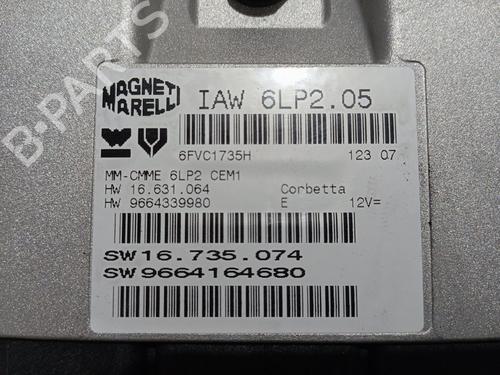 B-PARTS
MAGNETI MARELLI
IAW 6LP2.05
6FVC1735H 123 07
MM-CMME 6LP2 CEM1
HW 16.631.064 Corbetta
HW 9664339980 E 12V=
SW16.735.074
SW9664164680